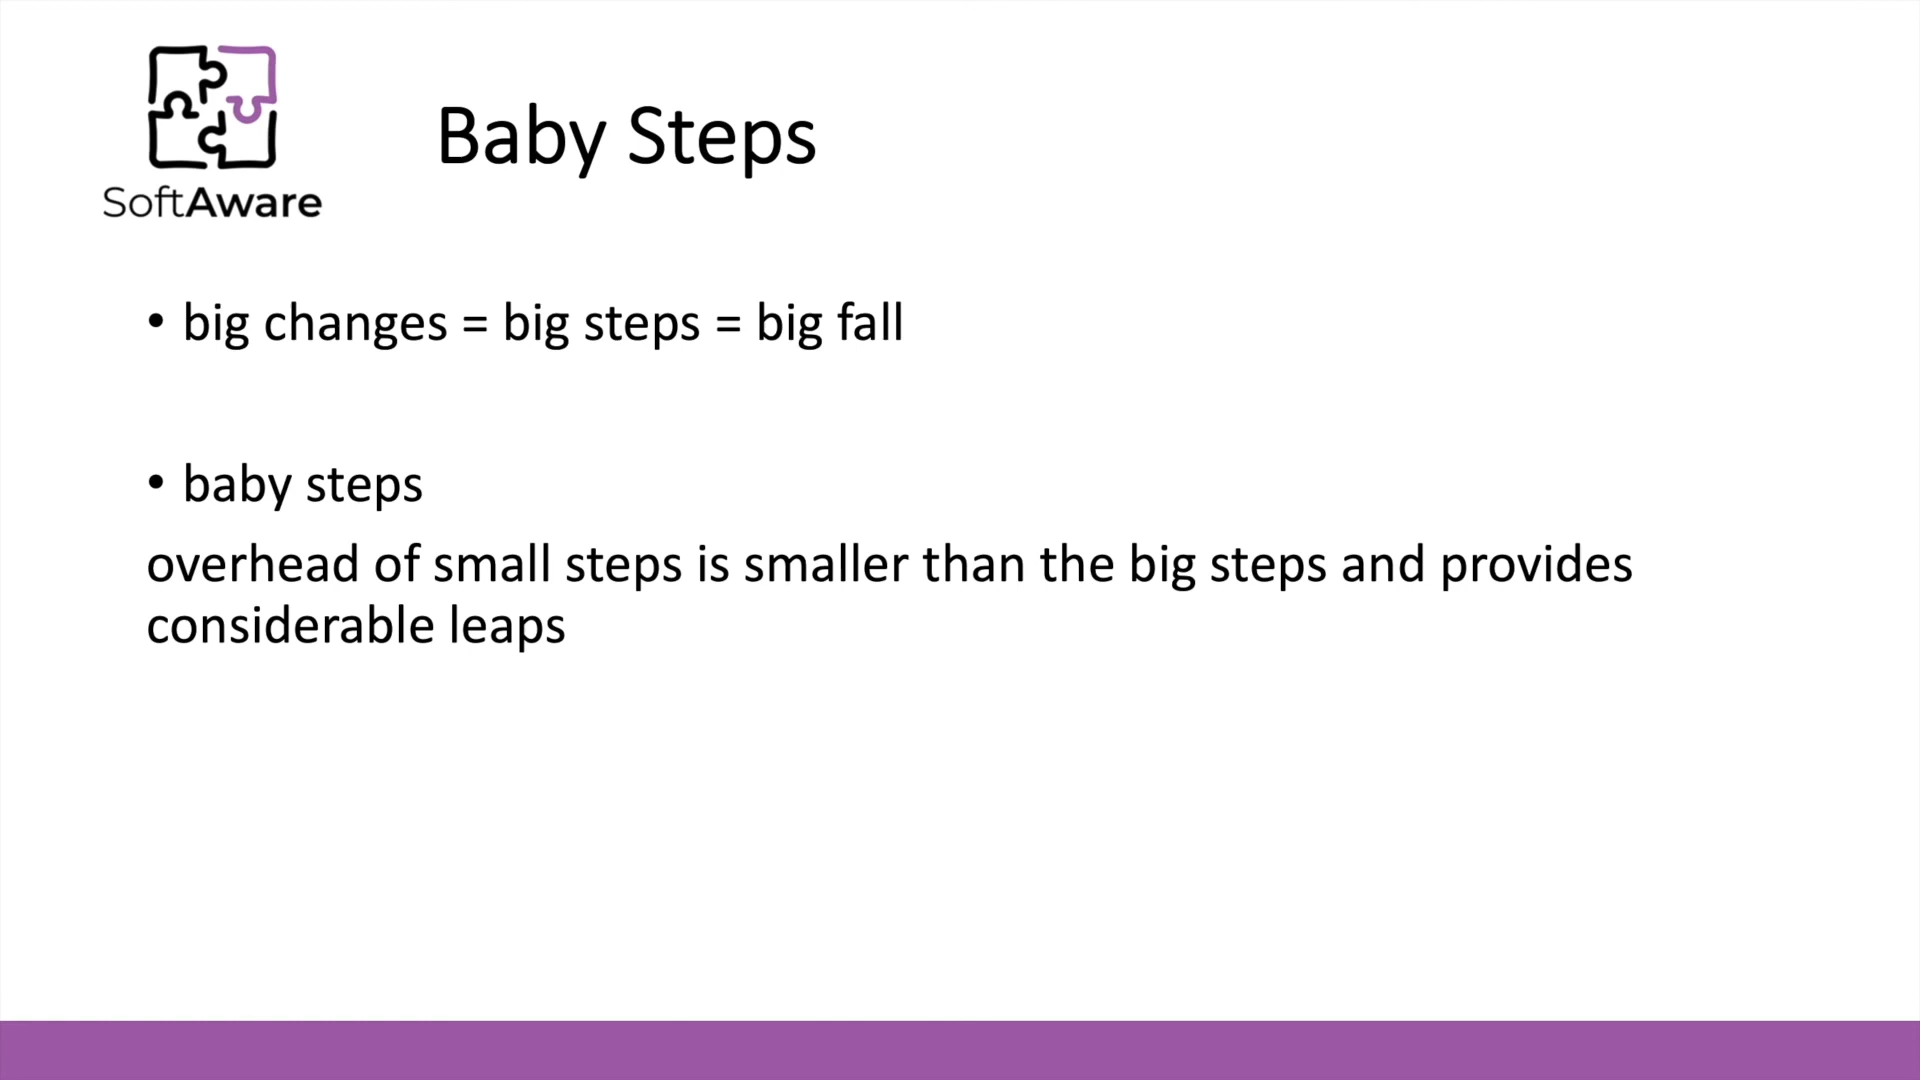 SoftAware
Baby Steps
• big changes = big steps = big fall
• baby steps
overhead of small steps is smaller than the big steps and provides
considerable leaps